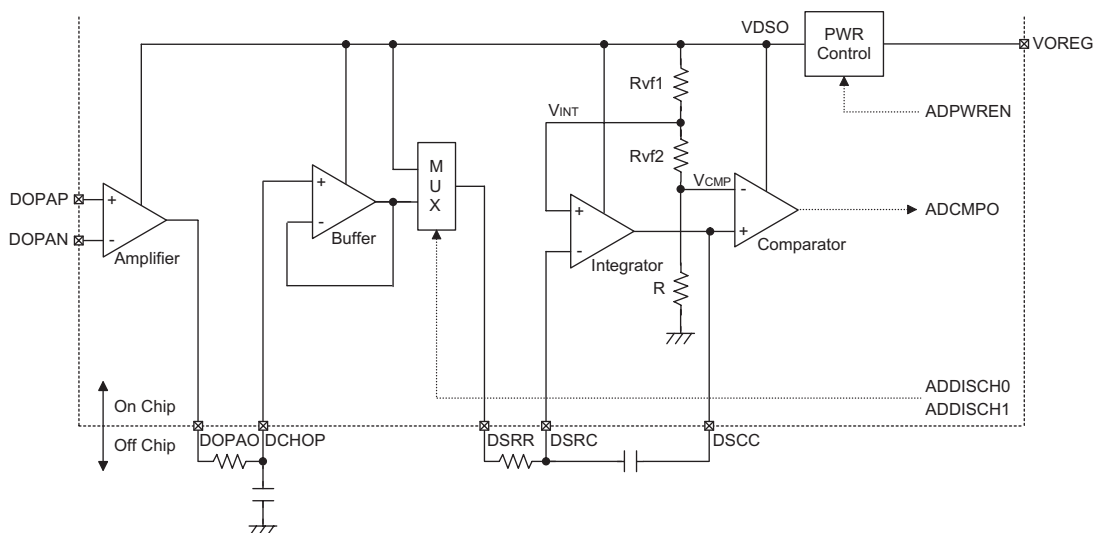 VDSO
PWR
Control
VOREG
Rvf1
ADPWREN
VINT
Rvf2
M
U
X
DOPAP
+
+
VCMP
-
ADCMPO
DOPAN
-
Amplifier
-
Buffer
+
-
Integrator
+
Comparator
R
ADDISCH0
ADDISCH1
On Chip
Off Chip
DOPAO
DCHOP
DSRR
DSRC
DSCC